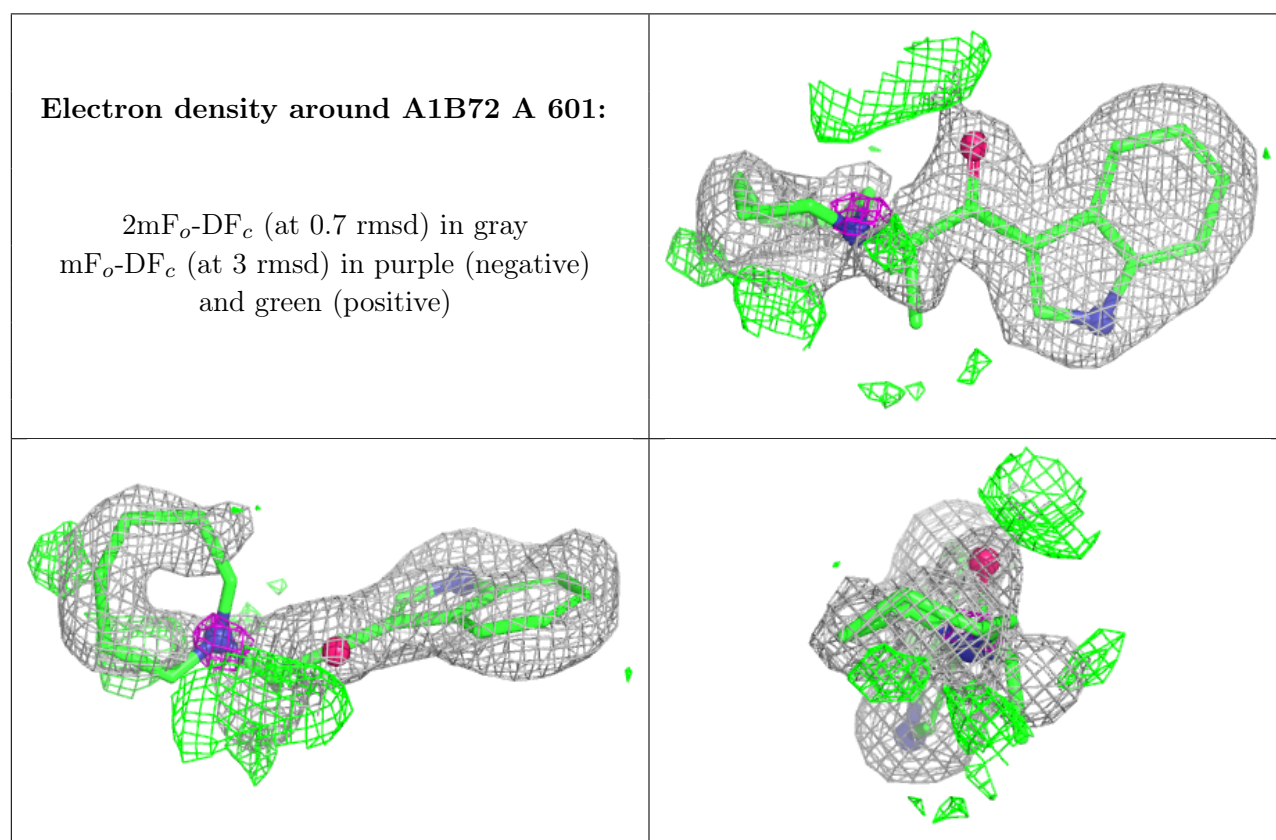 Electron density around A1B72 A 601:
2mFo-DFc (at 0.7 rmsd) in gray
mFo-DFc (at 3 rmsd) in purple (negative)
and green (positive)